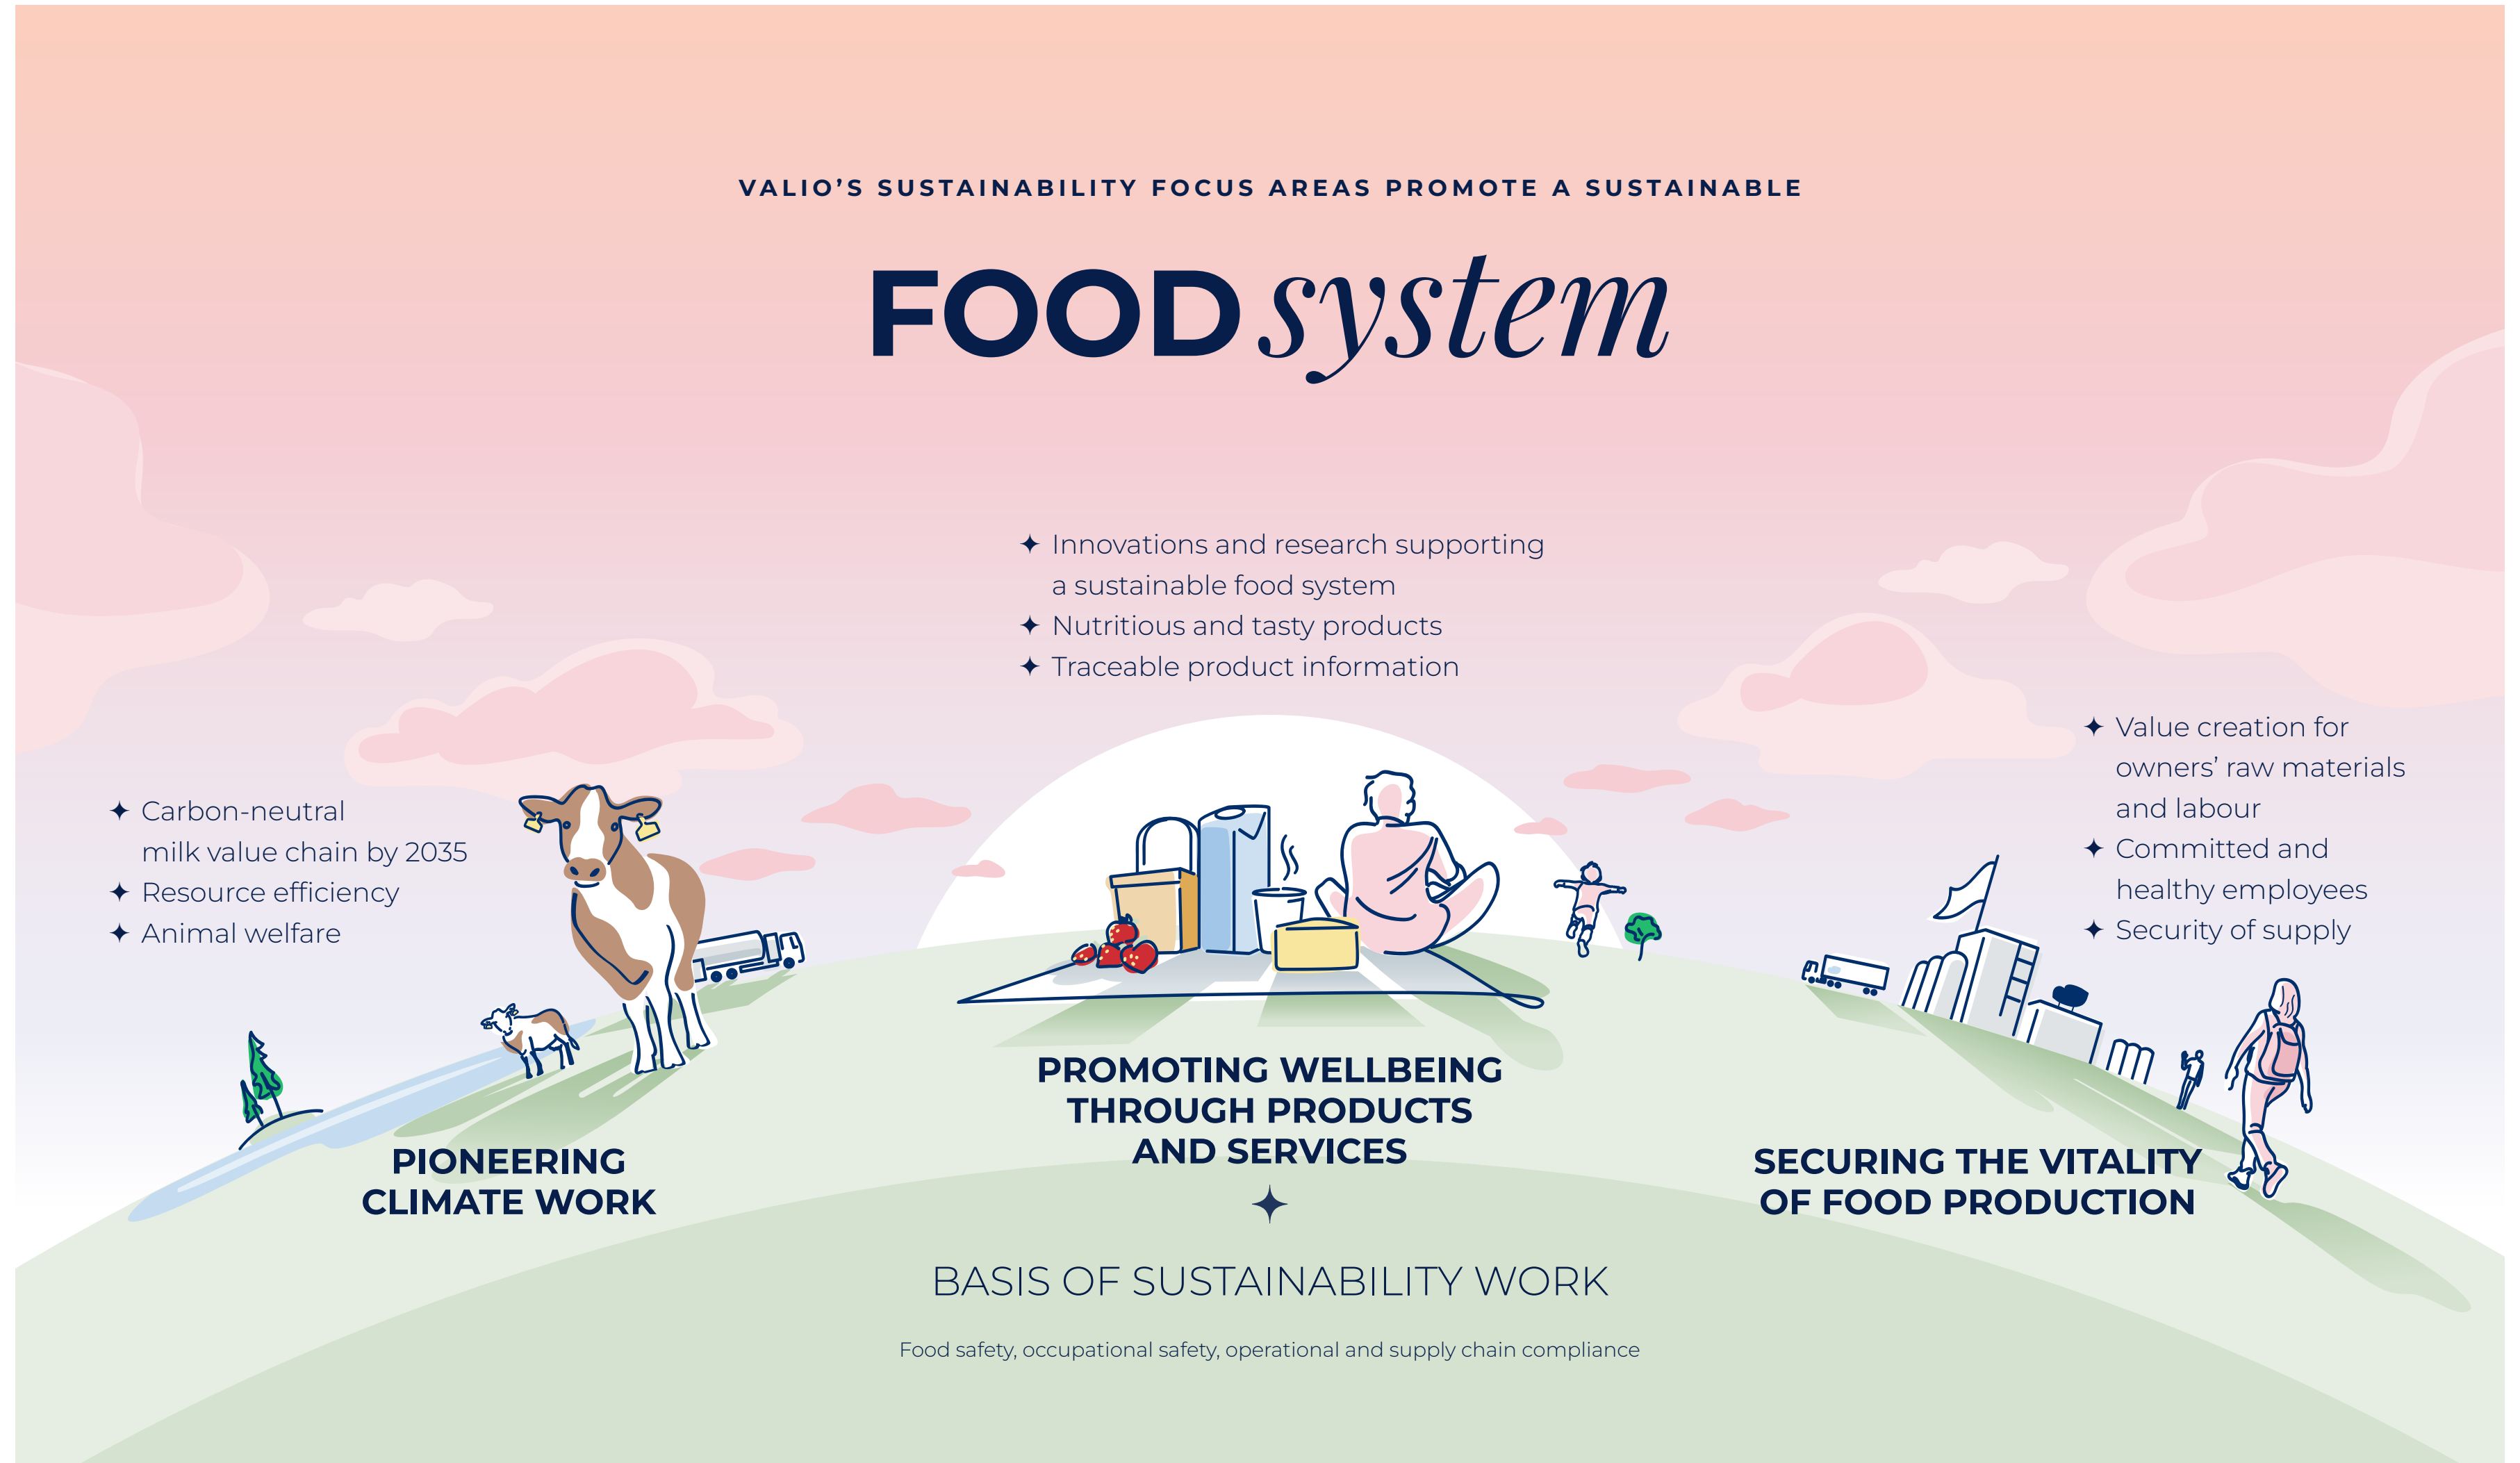 VALIO’S SUSTAINABILITY FOCUS AREAS PROMOTE A SUSTAINABLE
FOOD system
Innovations and research supporting
a sustainable food system
Nutritious and tasty products
Traceable product information
Carbon-neutral
milk value chain by 2035
Resource efficiency
Animal welfare
Value creation for
owners’ raw materials
and labour
Committed and
healthy employees
Security of supply
PIONEERING
CLIMATE WORK
PROMOTING WELLBEING
THROUGH PRODUCTS
AND SERVICES
SECURING THE VITALITY
OF FOOD PRODUCTION
BASIS OF SUSTAINABILITY WORK
Food safety, occupational safety, operational and supply chain compliance